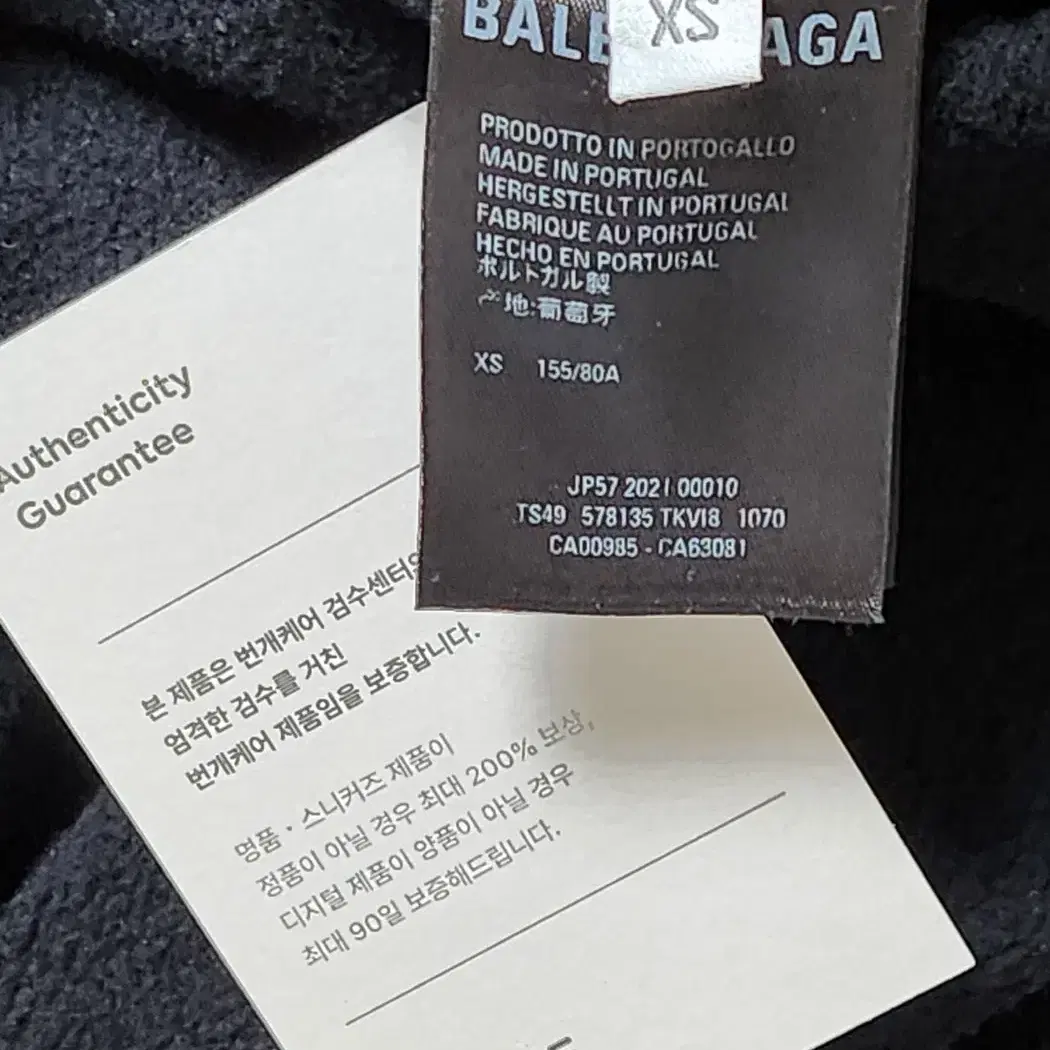 BALE AGA
XS
PRODOTTO IN PORTOGALLO
MADE IN PORTUGAL
HERGESTELLT IN PORTUGAL
FABRIQUE AU PORTUGAL
HECHO EN PORTUGAL
ポルトガル製
产地:葡萄牙
XS 155/80A
JP57 2021 00010
TS49 578135 TKVI8 1070
CA00985 - CA63081
Authenticity
Guarantee
본 제품은 번개케어 검수센터의
엄격한 검수를 거친
번개케어 제품임을 보증합니다.
명품 · 스니커즈 제품이
정품이 아닐 경우 최대 200% 보상,
디지털 제품이 양품이 아닐 경우
최대 90일 보증해드립니다.